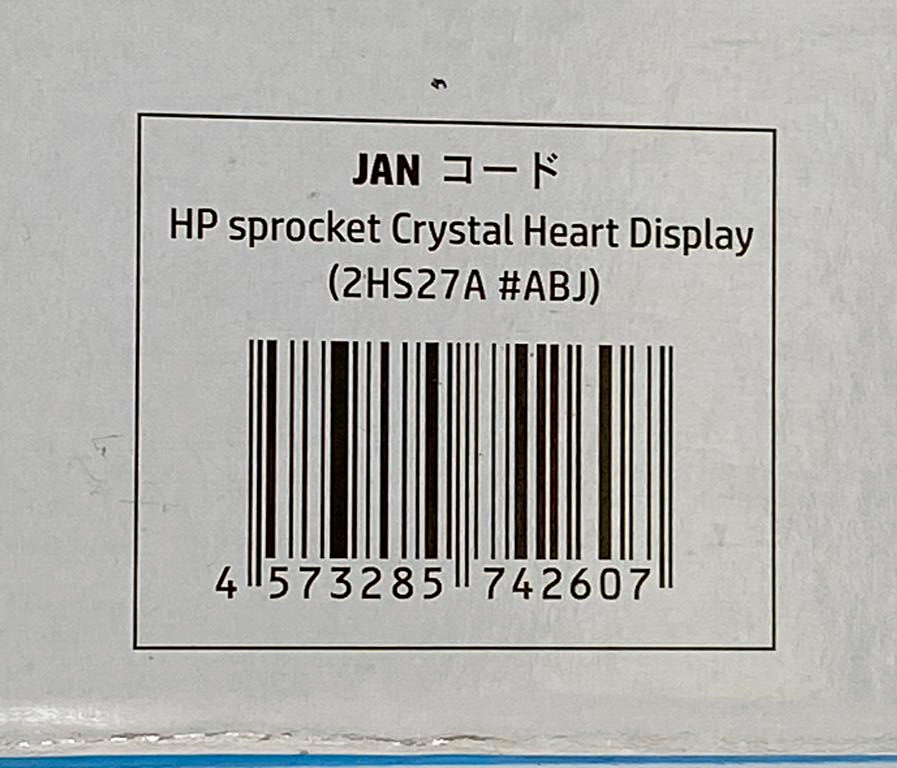 JAN コード
HP sprocket Crystal Heart Display
(2HS27A #ABJ)
4 573285 742607